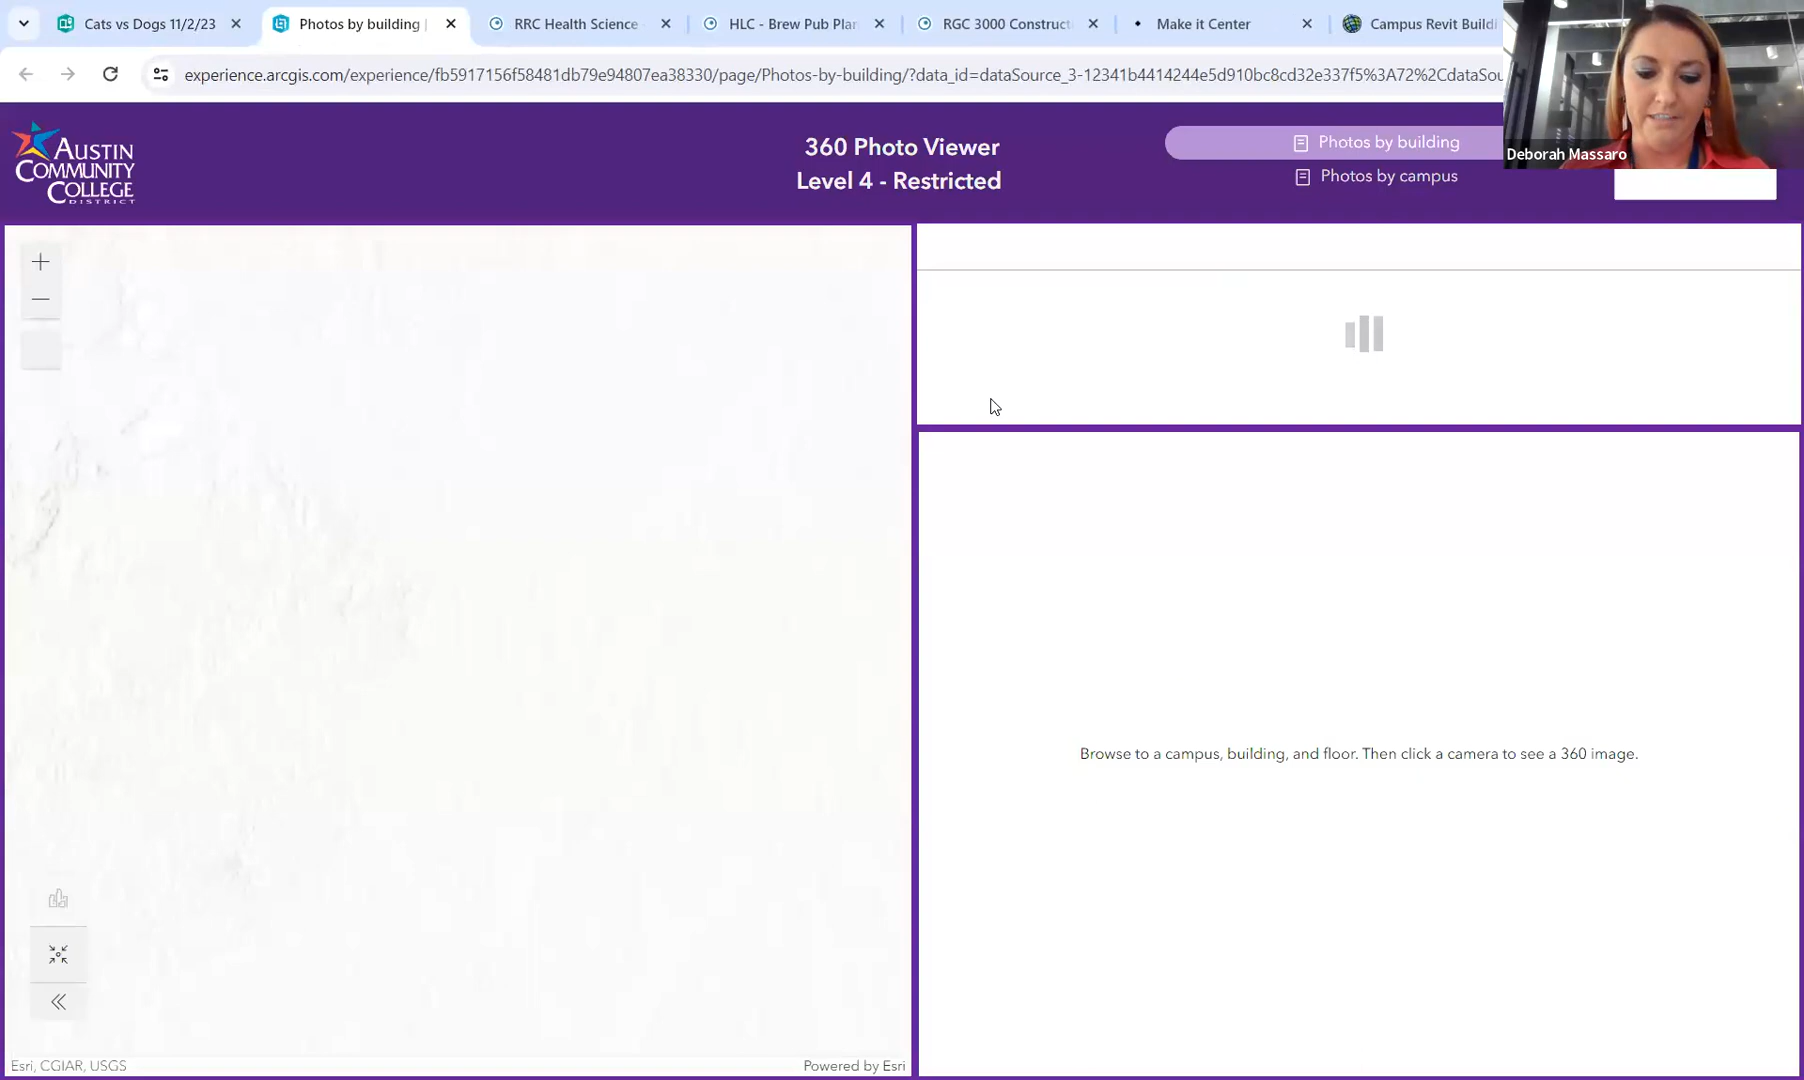 Cats vs Dogs 11/2/23
Photos by building |
RRC Health Science
HLC - Brew Pub Plan
RGC 3000 Constructi
Make it Center
Campus Revit Buildi
experience.arcgis.com/experience/fb5917156f58481db79e94807ea38330/page/Photos-by-building/?data_id=dataSource_3-12341b4414244e5d910bc8cd32e337f5%3A72%2CdataSou
Deborah Massaro
AUSTIN
COMMUNITY
COLLEGE
DISTRICT
360 Photo Viewer
Level 4 - Restricted
Photos by building
Photos by campus
Browse to a campus, building, and floor. Then click a camera to see a 360 image.
Esri, CGIAR, USGS
Powered by Esri